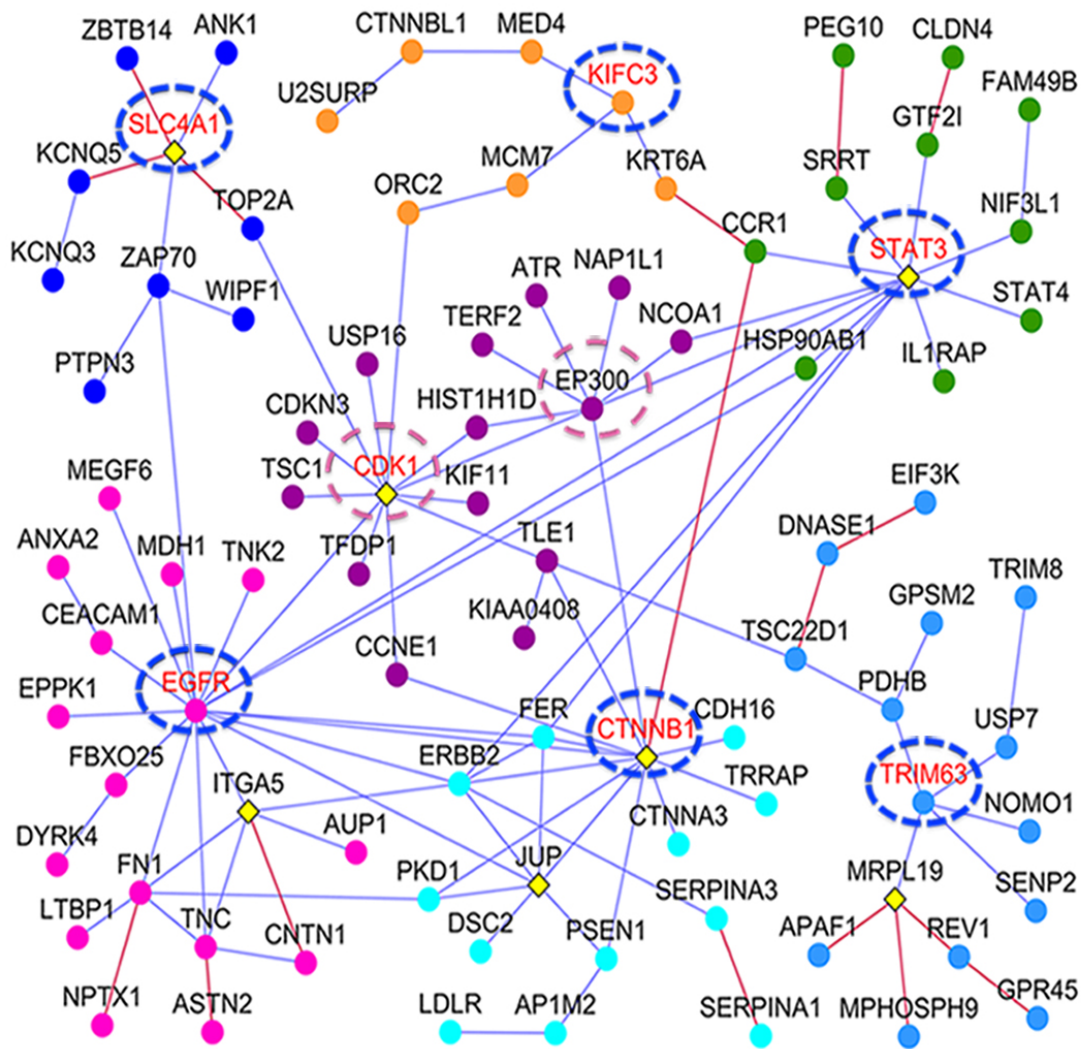 ZBTB14
ANK1
CTNNBL1
MED4
PEG10
CLDN4
U2SURP
KIFC3
FAM49B
SLC4A1
GTF2I
KCNQ5
MCM7
KRT6A
SRRT
ORC2
TOP2A
CCR1
NIF3L1
KCNQ3
ZAP70
STAT3
ATR
NAP1L1
WIPF1
TERF2
NCOA1
STAT4
USP16
HSP90AB1
IL1RAP
PTPN3
EP300
CDKN3
HIST1H1D
TSC1
CDK1
KIF11
MEGF6
EIF3K
ANXA2
MDH1
TNK2
TFDP1
TLE1
DNASE1
TRIM8
CEACAM1
KIAA0408
GPSM2
CCNE1
TSC22D1
EGFR
PDHB
EPPK1
FER
CTNNB1
CDH16
USP7
FBXO25
ITGA5
ERBB2
TRRAP
TRIM63
NOMO1
DYRK4
AUP1
CTNNA3
FN1
PKD1
JUP
MRPL19
SENP2
LTBP1
TNC
CNTN1
DSC2
PSEN1
SERPINA3
APAF1
REV1
NPTX1
ASTN2
LDLR
AP1M2
SERPINA1
MPHOSPH9
GPR45